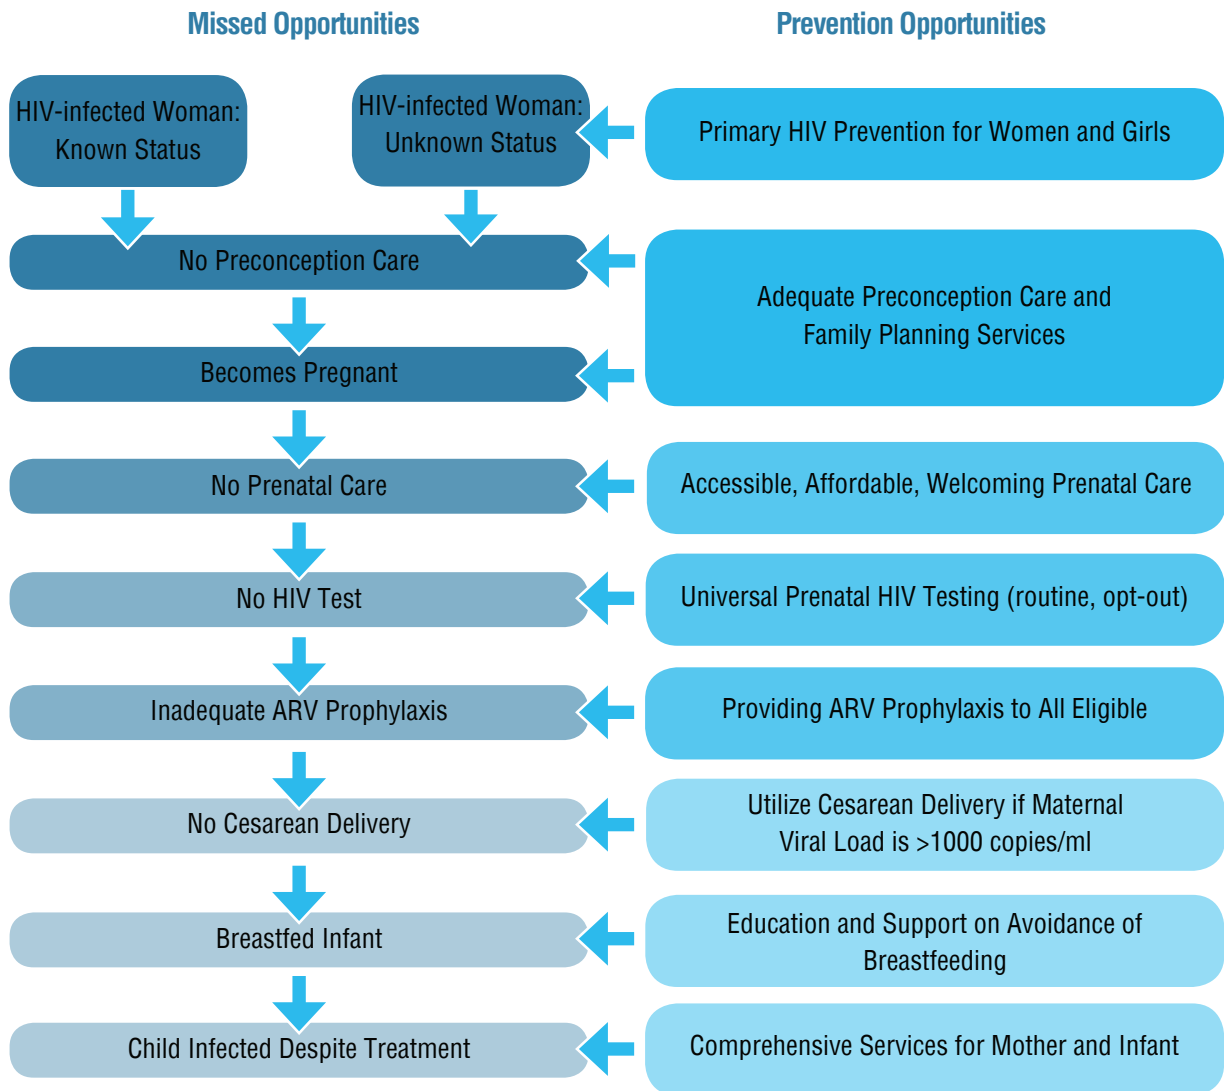 Missed Opportunities
Prevention Opportunities
HIV-infected Woman:
Known Status
HIV-infected Woman:
Unknown Status
Primary HIV Prevention for Women and Girls
No Preconception Care
Adequate Preconception Care and
Family Planning Services
Becomes Pregnant
No Prenatal Care
Accessible, Affordable, Welcoming Prenatal Care
No HIV Test
Universal Prenatal HIV Testing (routine, opt-out)
Inadequate ARV Prophylaxis
Providing ARV Prophylaxis to All Eligible
No Cesarean Delivery
Utilize Cesarean Delivery if Maternal
Viral Load is >1000 copies/ml
Breastfed Infant
Education and Support on Avoidance of
Breastfeeding
Child Infected Despite Treatment
Comprehensive Services for Mother and Infant